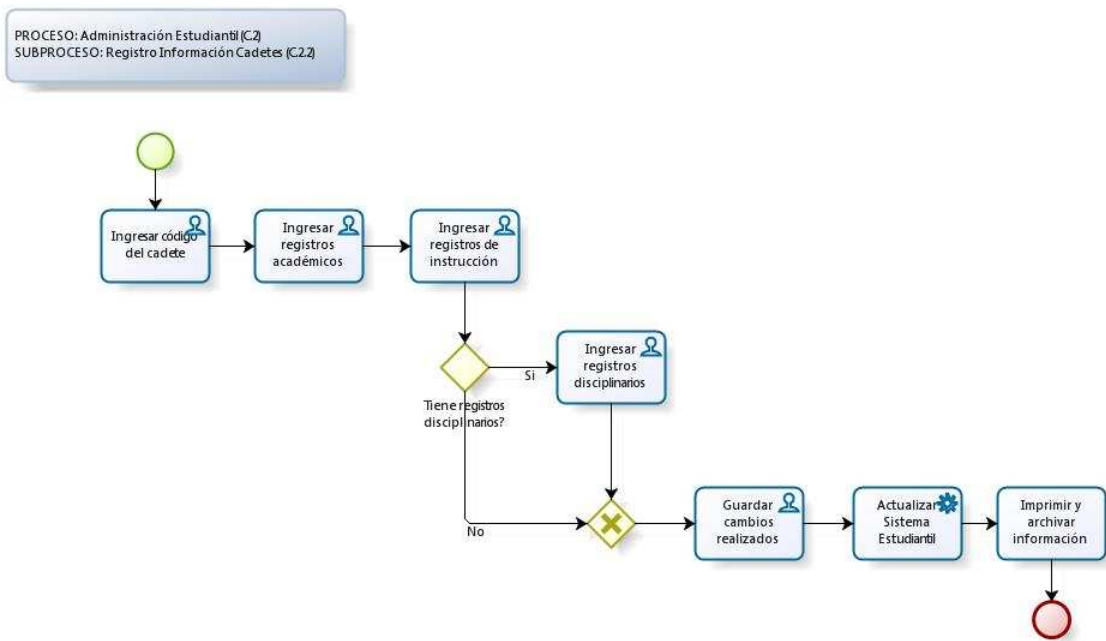 PROCESO: Administración Estudiantil (C.2)
SUBPROCESO: Registro Información Cadetes (C.2.2)
Ingresar código
del cadete
Ingresar
registros
académicos
Ingresar
registros de
instrucción
Ingresar
registros
disciplinarios
Si
Tiene registros
disciplinarios?
No
Guardar
cambios
realizados
Actualizar
Sistema
Estudiantil
Imprimir y
archivar
información